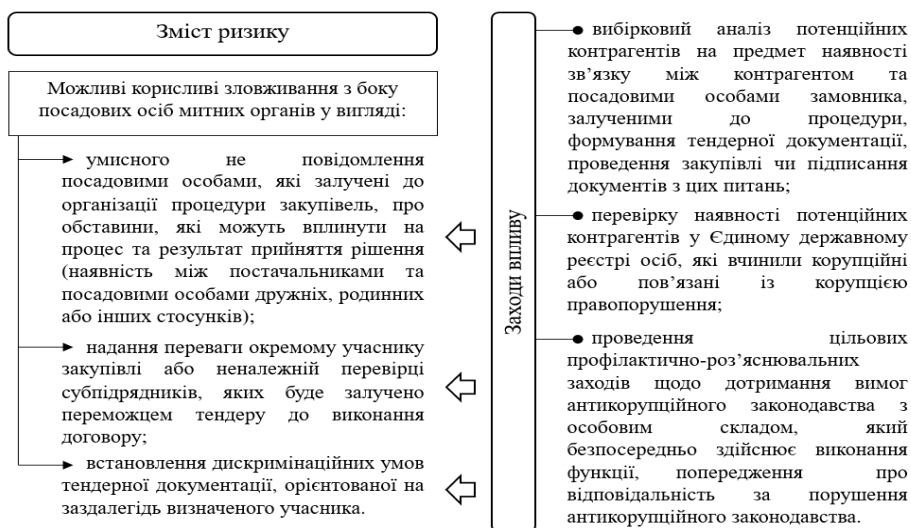 Зміст ризику
Можливі корисливі зловживання з боку
посадових осіб митних органів у вигляді:
умисного не повідомлення
посадовими особами, які залучені до
організації процедури закупівель, про
обставини, які можуть вплинути на
процес та результат прийняття рішення
(наявність між постачальниками та
посадовими особами дружніх, родинних
або інших стосунків);
надання переваги окремому учаснику
закупівлі або неналежній перевірці
субпідрядників, яких буде залучено
переможцем тендеру до виконання
договору;
встановлення дискримінаційних умов
тендерної документації, орієнтованої на
заздалегідь визначеного учасника.
Заходи впливу
вибірковий аналіз потенційних
контрагентів на предмет наявності
зв’язку між контрагентом та
посадовими особами замовника,
залученими до процедури,
формування тендерної документації,
проведення закупівлі чи підписання
документів з цих питань;
перевірку наявності потенційних
контрагентів у Єдиному державному
реєстрі осіб, які вчинили корупційні
або пов’язані із корупцією
правопорушення;
проведення цільових
профілактично-роз’яснювальних
заходів щодо дотримання вимог
антикорупційного законодавства з
особовим складом, який
безпосередньо здійснює виконання
функції, попередження про
відповідальність за порушення
антикорупційного законодавства.